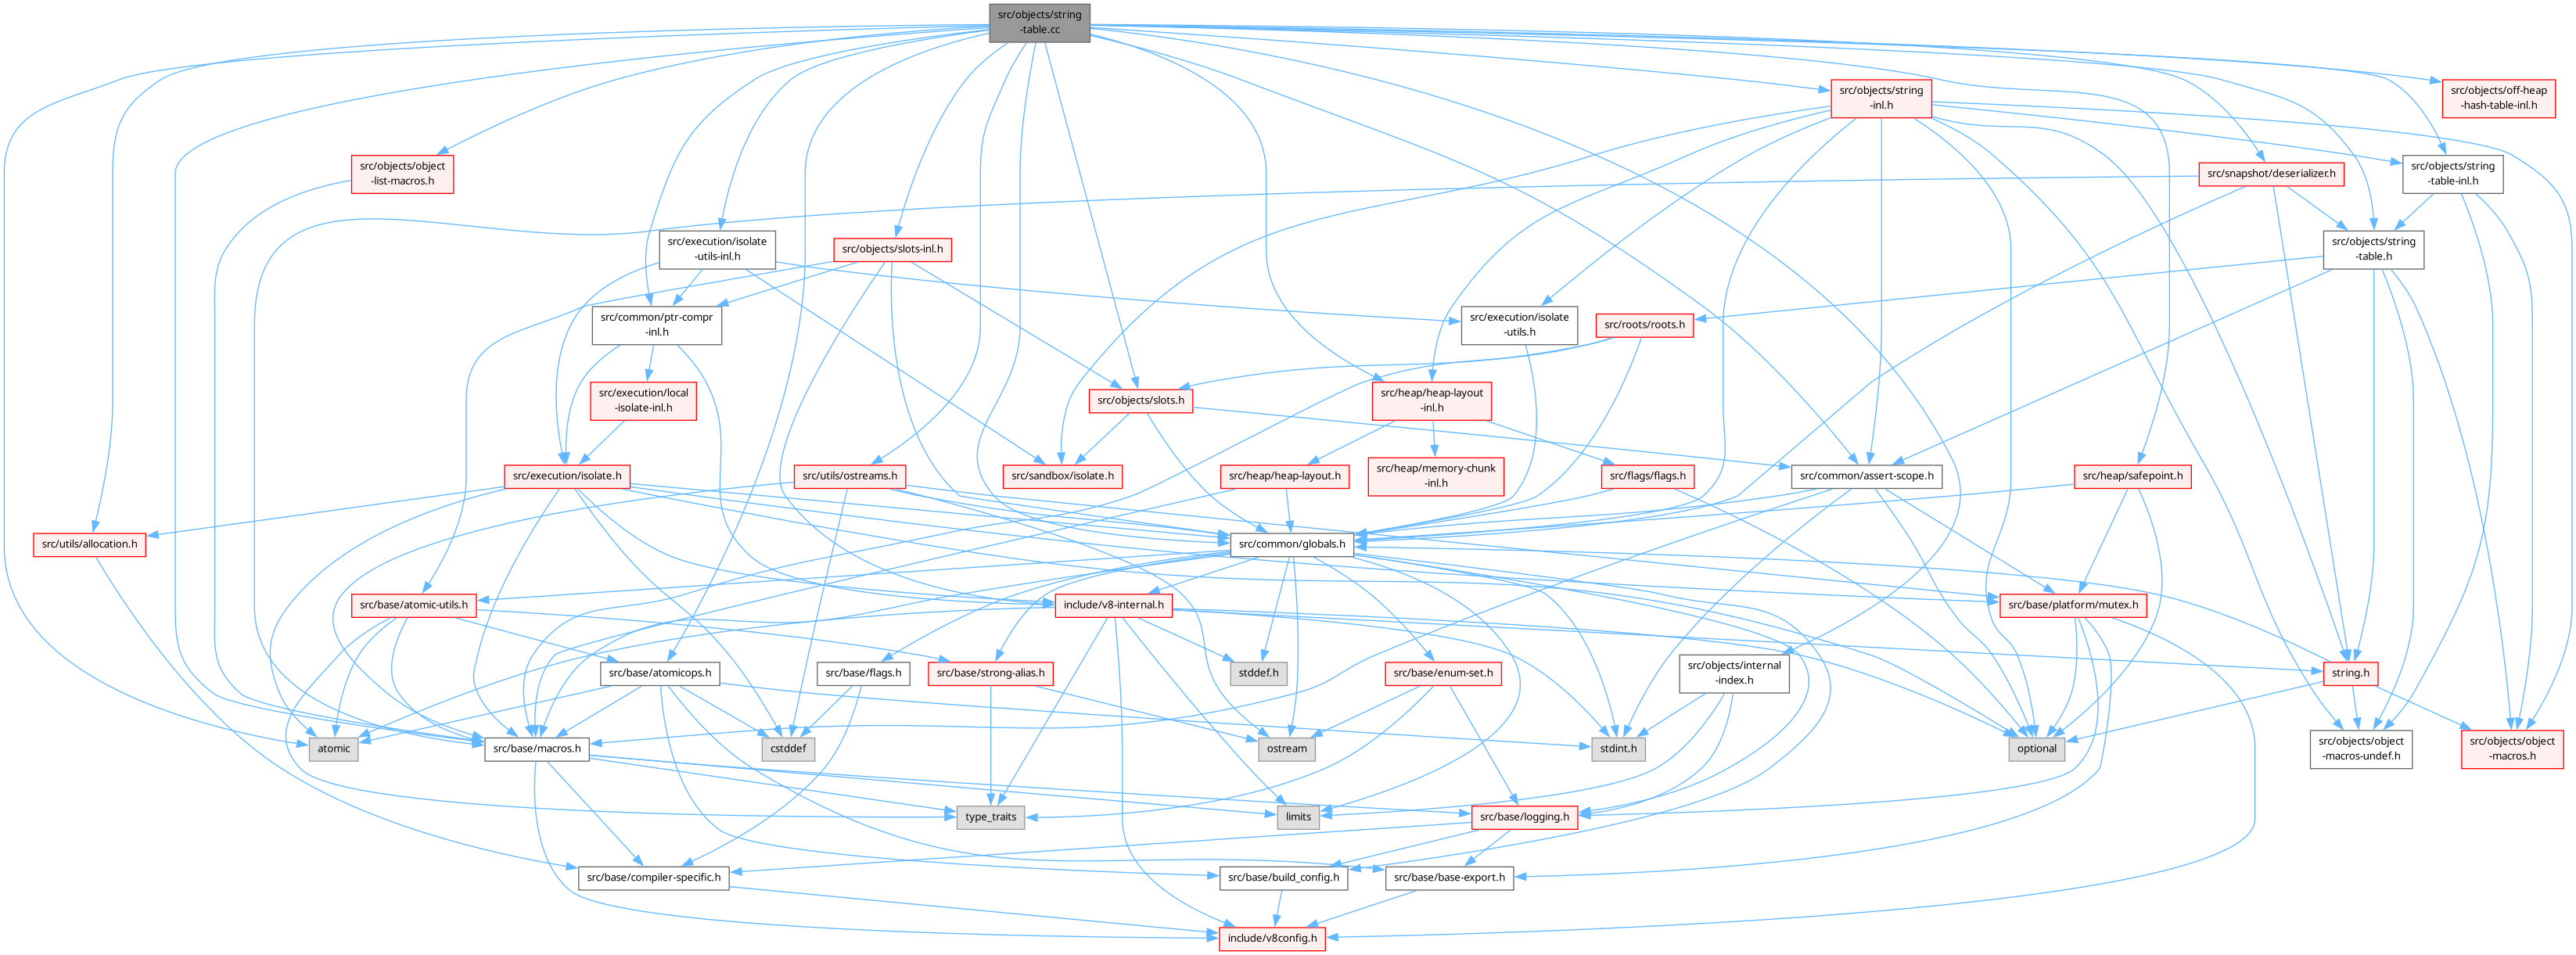 src/objects/string
-table.cc
src/objects/string
-inl.h
src/objects/off-heap
-hash-table-inl.h
src/objects/object
-list-macros.h
src/snapshot/deserializer.h
src/objects/string
-table-inl.h
src/execution/isolate
-utils-inl.h
src/objects/slots-inl.h
src/objects/string
-table.h
src/common/ptr-compr
-inl.h
src/execution/isolate
-utils.h
src/roots/roots.h
src/execution/local
-isolate-inl.h
src/objects/slots.h
src/heap/heap-layout
-inl.h
src/execution/isolate.h
src/utils/ostreams.h
src/sandbox/isolate.h
src/heap/heap-layout.h
src/heap/memory-chunk
-inl.h
src/flags/flags.h
src/common/assert-scope.h
src/heap/safepoint.h
src/utils/allocation.h
src/common/globals.h
src/base/atomic-utils.h
include/v8-internal.h
src/base/platform/mutex.h
src/base/atomicops.h
src/base/flags.h
src/base/strong-alias.h
stddef.h
src/base/enum-set.h
src/objects/internal
-index.h
string.h
atomic
src/base/macros.h
cstddef
ostream
stdint.h
optional
src/objects/object
-macros-undef.h
src/objects/object
-macros.h
type_traits
limits
src/base/logging.h
src/base/compiler-specific.h
src/base/build_config.h
src/base/base-export.h
include/v8config.h